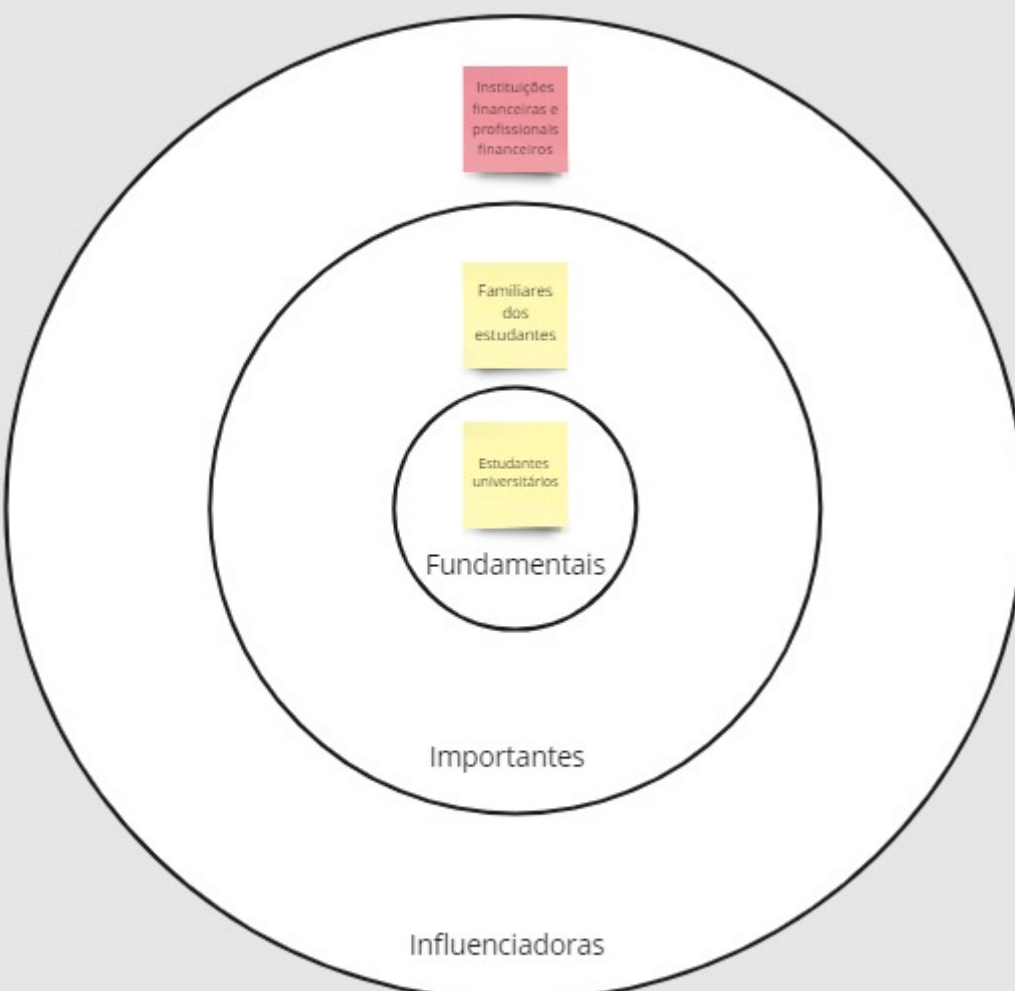 Instituições
financeiras e
profissionais
financeiros
Familiares
dos
estudantes
Estudantes
universitários
Fundamentais
Importantes
Influenciadoras